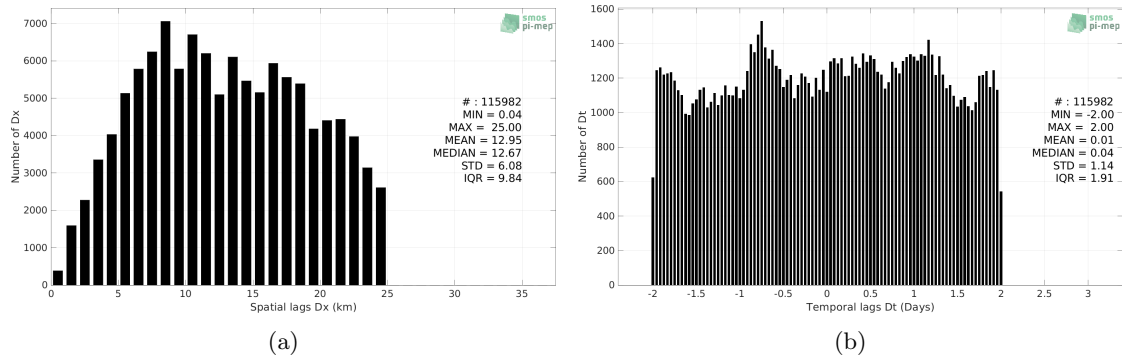 7000
6000
5000
4000
3000
2000
1000
0
Number of Dx
smos
pi-mep
# : 115982
MIN = 0.04
MAX = 25.00
MEAN = 12.95
MEDIAN = 12.67
STD = 6.08
IQR = 9.84
0 5 10 15 20 25 30 35
Spatial lags Dx (km)
(a)
1600
1400
1200
1000
800
600
400
200
0
Number of Dt
smos
pi-mep
# : 115982
MIN = -2.00
MAX = 2.00
MEAN = 0.01
MEDIAN = 0.04
STD = 1.14
IQR = 1.91
-2 -1.5 -1 -0.5 0 0.5 1 1.5 2 2.5 3
Temporal lags Dt (Days)
(b)